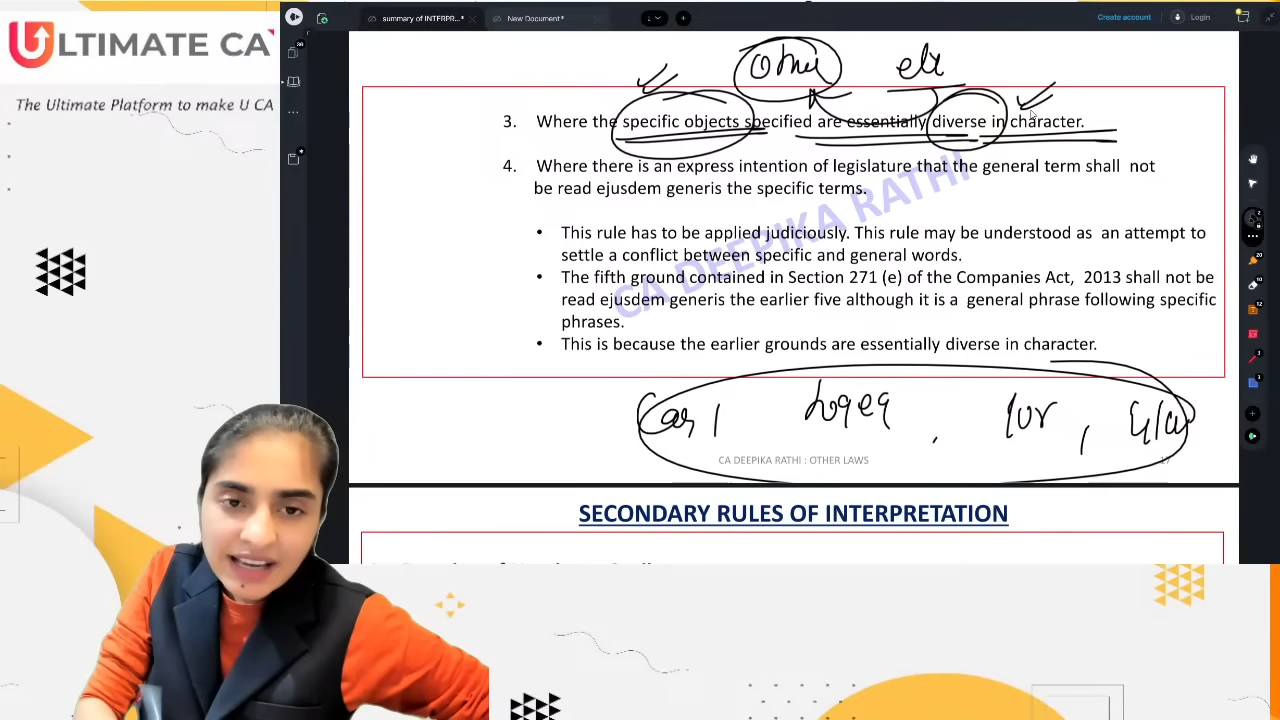 ULTIMATE CA
The Ultimate Platform to make U CA
summary of INTERPR...*
New Document*
1
Create account
Login
3. Where the specific objects specified are essentially diverse in character.
4. Where there is an express intention of legislature that the general term shall not
be read ejusdem generis the specific terms.
• This rule has to be applied judiciously. This rule may be understood as an attempt to
settle a conflict between specific and general words.
• The fifth ground contained in Section 271 (e) of the Companies Act, 2013 shall not be
read ejusdem generis the earlier five although it is a general phrase following specific
phrases.
• This is because the earlier grounds are essentially diverse in character.
CA DEEPIKA RATHI
CA DEEPIKA RATHI : OTHER LAWS
17
SECONDARY RULES OF INTERPRETATION